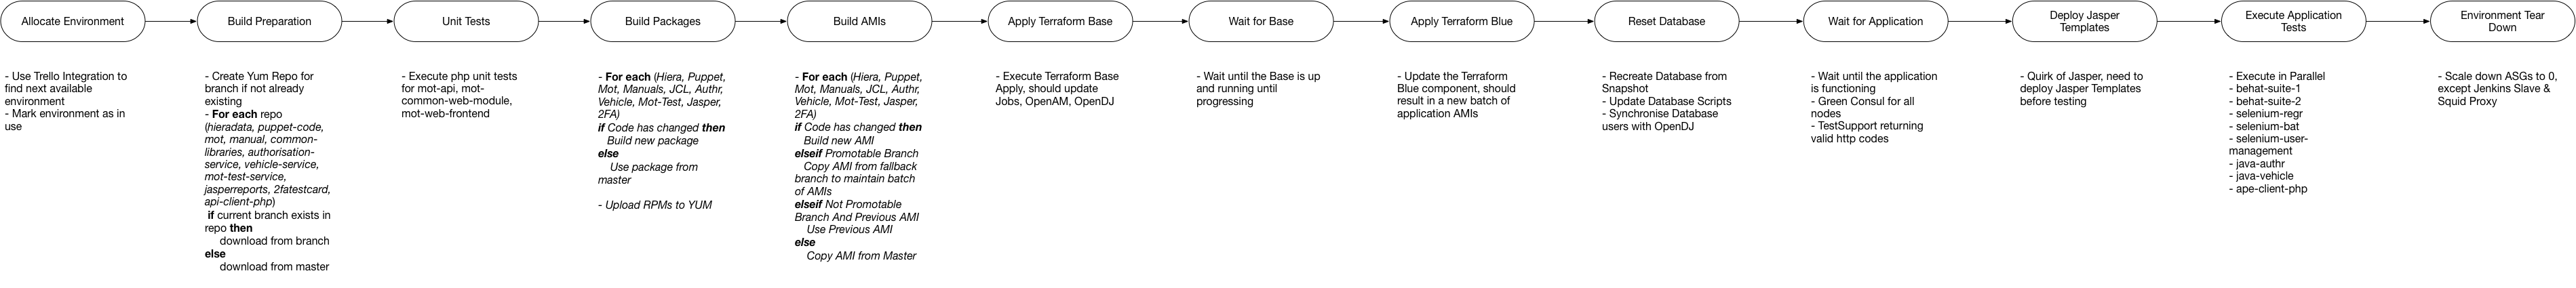 Allocate Environment
Build Preparation
Unit Tests
Build Packages
Build AMIs
Apply Terraform Base
Wait for Base
Apply Terraform Blue
Reset Database
Wait for Application
Deploy Jasper
Templates
Execute Application
Tests
Environment Tear
Down
- Use Trello Integration to
find next available
environment
- Mark environment as in
use
- Create Yum Repo for
branch if not already
existing
- For each repo
(hieradata, puppet-code,
mot, manual, common-
libraries, authorisation-
service, vehicle-service,
mot-test-service,
jasperreports, 2fatestcard,
api-client-php)
if current branch exists in
repo then
download from branch
else
download from master
- Execute php unit tests
for mot-api, mot-
common-web-module,
mot-web-frontend
- For each (Hiera, Puppet,
Mot, Manuals, JCL, Authr,
Vehicle, Mot-Test, Jasper,
2FA)
if Code has changed then
Build new package
else
Use package from
master
- Upload RPMs to YUM
- For each (Hiera, Puppet,
Mot, Manuals, JCL, Authr,
Vehicle, Mot-Test, Jasper,
2FA)
if Code has changed then
Build new AMI
elseif Promotable Branch
Copy AMI from fallback
branch to maintain batch
of AMIs
elseif Not Promotable
Branch And Previous AMI
Use Previous AMI
else
Copy AMI from Master
- Execute Terraform Base
Apply, should update
Jobs, OpenAM, OpenDJ
- Wait until the Base is up
and running until
progressing
- Update the Terraform
Blue component, should
result in a new batch of
application AMIs
- Recreate Database from
Snapshot
- Update Database Scripts
- Synchronise Database
users with OpenDJ
- Wait until the application
is functioning
- Green Consul for all
nodes
- TestSupport returning
valid http codes
- Quirk of Jasper, need to
deploy Jasper Templates
before testing
- Execute in Parallel
- behat-suite-1
- behat-suite-2
- selenium-regr
- selenium-bat
- selenium-user-
management
- java-authr
- java-vehicle
- ape-client-php
- Scale down ASGs to 0,
except Jenkins Slave &
Squid Proxy